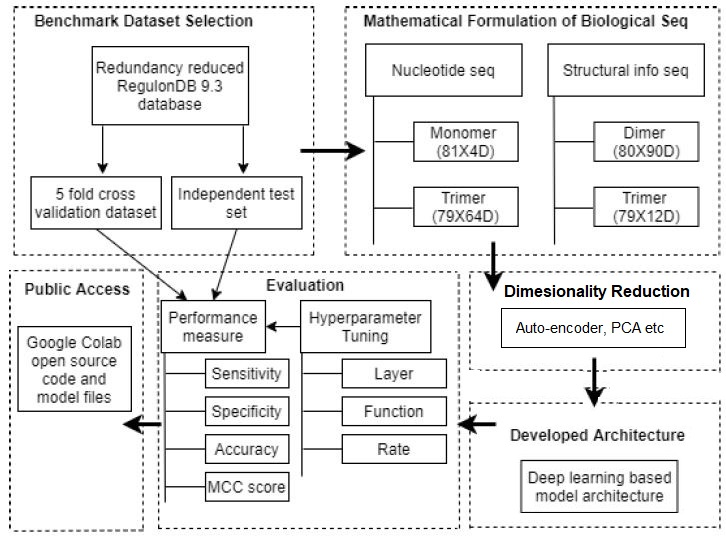 Benchmark Dataset Selection
Redundancy reduced
RegulonDB 9.3
database
5 fold cross
validation dataset
Independent test
set
Mathematical Formulation of Biological Seq
Nucleotide seq
Monomer
(81X4D)
Trimer
(79X64D)
Structural info seq
Dimer
(80X90D)
Trimer
(79X12D)
Dimesionality Reduction
Auto-encoder, PCA etc
Developed Architecture
Deep learning based
model architecture
Evaluation
Performance
measure
Sensitivity
Specificity
Accuracy
MCC score
Hyperparameter
Tuning
Layer
Function
Rate
Public Access
Google Colab
open source
code and
model files